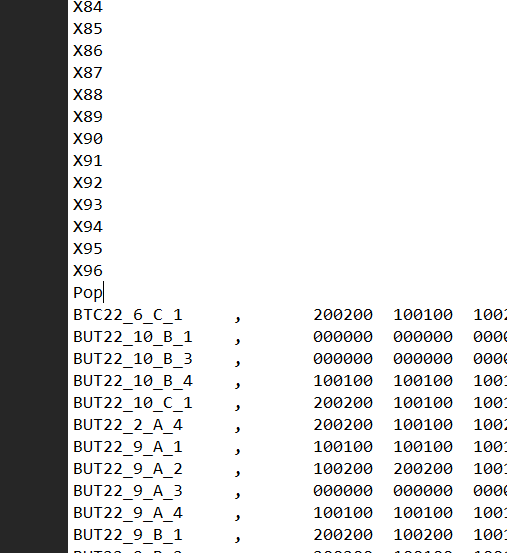 X84
X85
X86
X87
X88
X89
X90
X91
X92
X93
X94
X95
X96
Pop
BTC22_6_C_1 , 200200 100100 1002
BUT22_10_B_1 , 000000 000000 0000
BUT22_10_B_3 , 000000 000000 0000
BUT22_10_B_4 , 100100 100100 1001
BUT22_10_C_1 , 200200 100100 1001
BUT22_2_A_4 , 200200 100100 1002
BUT22_9_A_1 , 100100 100100 1001
BUT22_9_A_2 , 100200 200200 1001
BUT22_9_A_3 , 000000 000000 0000
BUT22_9_A_4 , 100100 100100 1001
BUT22_9_B_1 , 200200 100200 1001